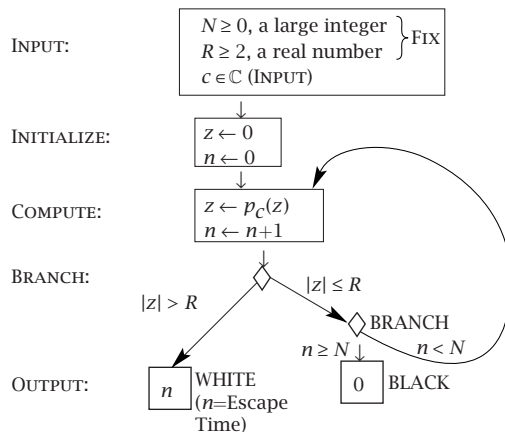 INPUT:
N ≥ 0, a large integer
R ≥ 2, a real number
FIX
c ∈ ℂ (INPUT)
INITIALIZE:
z ← 0
n ← 0
COMPUTE:
z ← p_c(z)
n ← n+1
BRANCH:
|z| > R
|z| ≤ R
BRANCH
n ≥ N
n < N
OUTPUT:
n
WHITE
(n=Escape
Time)
0
BLACK